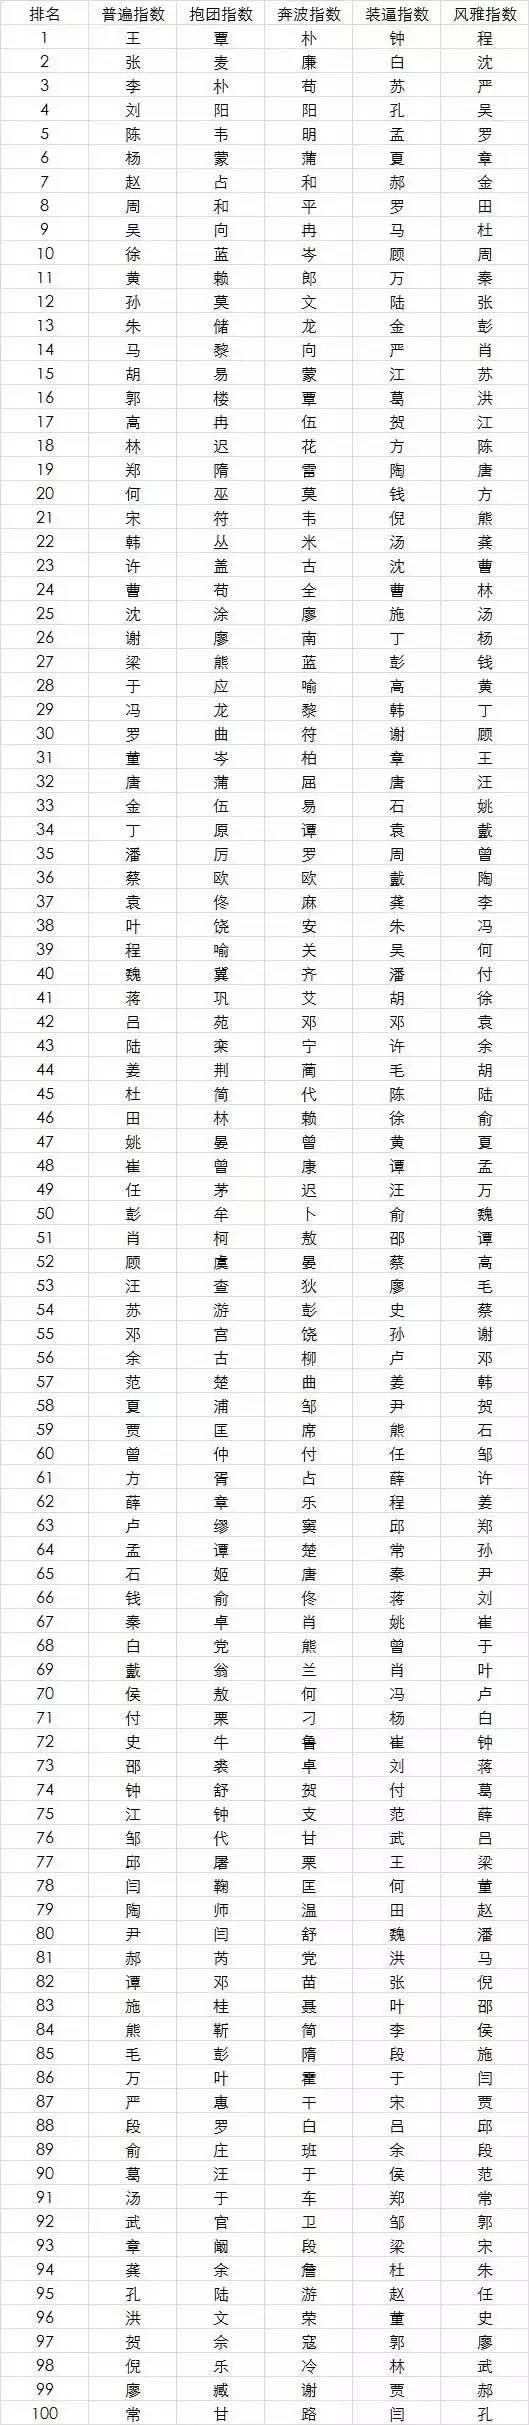 排名 普遍指数 抱团指数 奔波指数 装逼指数 风雅指数
1 王 覃 朴 钟 程
2 张 麦 廉 白 沈
3 李 朴 苟 苏 严
4 刘 阳 阳 孔 吴
5 陈 韦 明 孟 罗
6 杨 蒙 蒲 夏 章
7 赵 占 和 郝 金
8 周 和 平 罗 田
9 吴 向 冉 马 杜
10 徐 蓝 岑 顾 周
11 黄 赖 郎 万 秦
12 孙 莫 文 陆 张
13 朱 储 龙 金 彭
14 马 黎 向 严 肖
15 胡 易 蒙 江 苏
16 郭 楼 覃 葛 洪
17 高 冉 伍 贺 江
18 林 迟 花 方 陈
19 郑 隋 雷 陶 唐
20 何 巫 莫 钱 方
21 宋 符 韦 倪 熊
22 韩 丛 米 汤 龚
23 许 盖 古 沈 曹
24 曹 苟 全 曹 林
25 沈 涂 廖 施 汤
26 谢 廖 南 丁 杨
27 梁 熊 蓝 彭 钱
28 于 应 喻 高 黄
29 冯 龙 黎 韩 丁
30 罗 曲 符 谢 顾
31 董 岑 柏 章 王
32 唐 蒲 屈 唐 汪
33 金 伍 易 石 姚
34 丁 原 谭 袁 戴
35 潘 厉 罗 周 曾
36 蔡 欧 欧 戴 陶
37 袁 佟 麻 龚 李
38 叶 饶 安 朱 冯
39 程 喻 关 吴 何
40 魏 冀 齐 潘 付
41 蒋 巩 艾 胡 徐
42 吕 苑 邓 邓 袁
43 陆 栾 宁 许 余
44 姜 荆 蔺 毛 胡
45 杜 简 代 陈 陆
46 田 林 赖 徐 俞
47 姚 晏 曾 黄 夏
48 崔 曾 康 谭 孟
49 任 茅 迟 汪 万
50 彭 牟 卜 俞 魏
51 肖 柯 敖 邵 谭
52 顾 虞 晏 蔡 高
53 汪 查 狄 廖 毛
54 苏 游 彭 史 蔡
55 邓 宫 饶 孙 谢
56 余 古 柳 卢 邓
57 范 楚 曲 姜 韩
58 夏 浦 邹 尹 贺
59 贾 匡 席 熊 石
60 曾 仲 付 任 邹
61 方 胥 占 薛 许
62 薛 章 乐 程 姜
63 卢 缪 窦 邱 郑
64 孟 谭 楚 常 孙
65 石 姬 唐 秦 尹
66 钱 俞 佟 蒋 刘
67 秦 卓 肖 姚 崔
68 白 党 熊 曾 于
69 戴 翁 兰 肖 叶
70 侯 敖 何 冯 卢
71 付 栗 刁 杨 白
72 史 牛 鲁 崔 钟
73 邵 裘 卓 刘 蒋
74 钟 舒 贺 付 葛
75 江 钟 支 范 薛
76 邹 代 甘 武 吕
77 邱 屠 栗 王 梁
78 闫 鞠 匡 何 董
79 陶 师 温 田 赵
80 尹 闫 舒 魏 潘
81 郝 芮 党 洪 马
82 谭 邓 苗 张 倪
83 施 桂 聂 叶 邵
84 熊 靳 简 李 侯
85 毛 彭 隋 段 施
86 万 叶 霍 于 闫
87 严 惠 干 宋 贾
88 段 罗 白 吕 邱
89 俞 庄 班 余 段
90 葛 汪 于 侯 范
91 汤 于 车 郑 常
92 武 官 卫 邹 郭
93 章 阚 段 梁 宋
94 龚 余 詹 杜 朱
95 孔 陆 游 赵 任
96 洪 文 荣 董 史
97 贺 佘 寇 郭 廖
98 倪 乐 冷 林 武
99 廖 臧 谢 贾 郝
100 常 甘 路 闫 孔